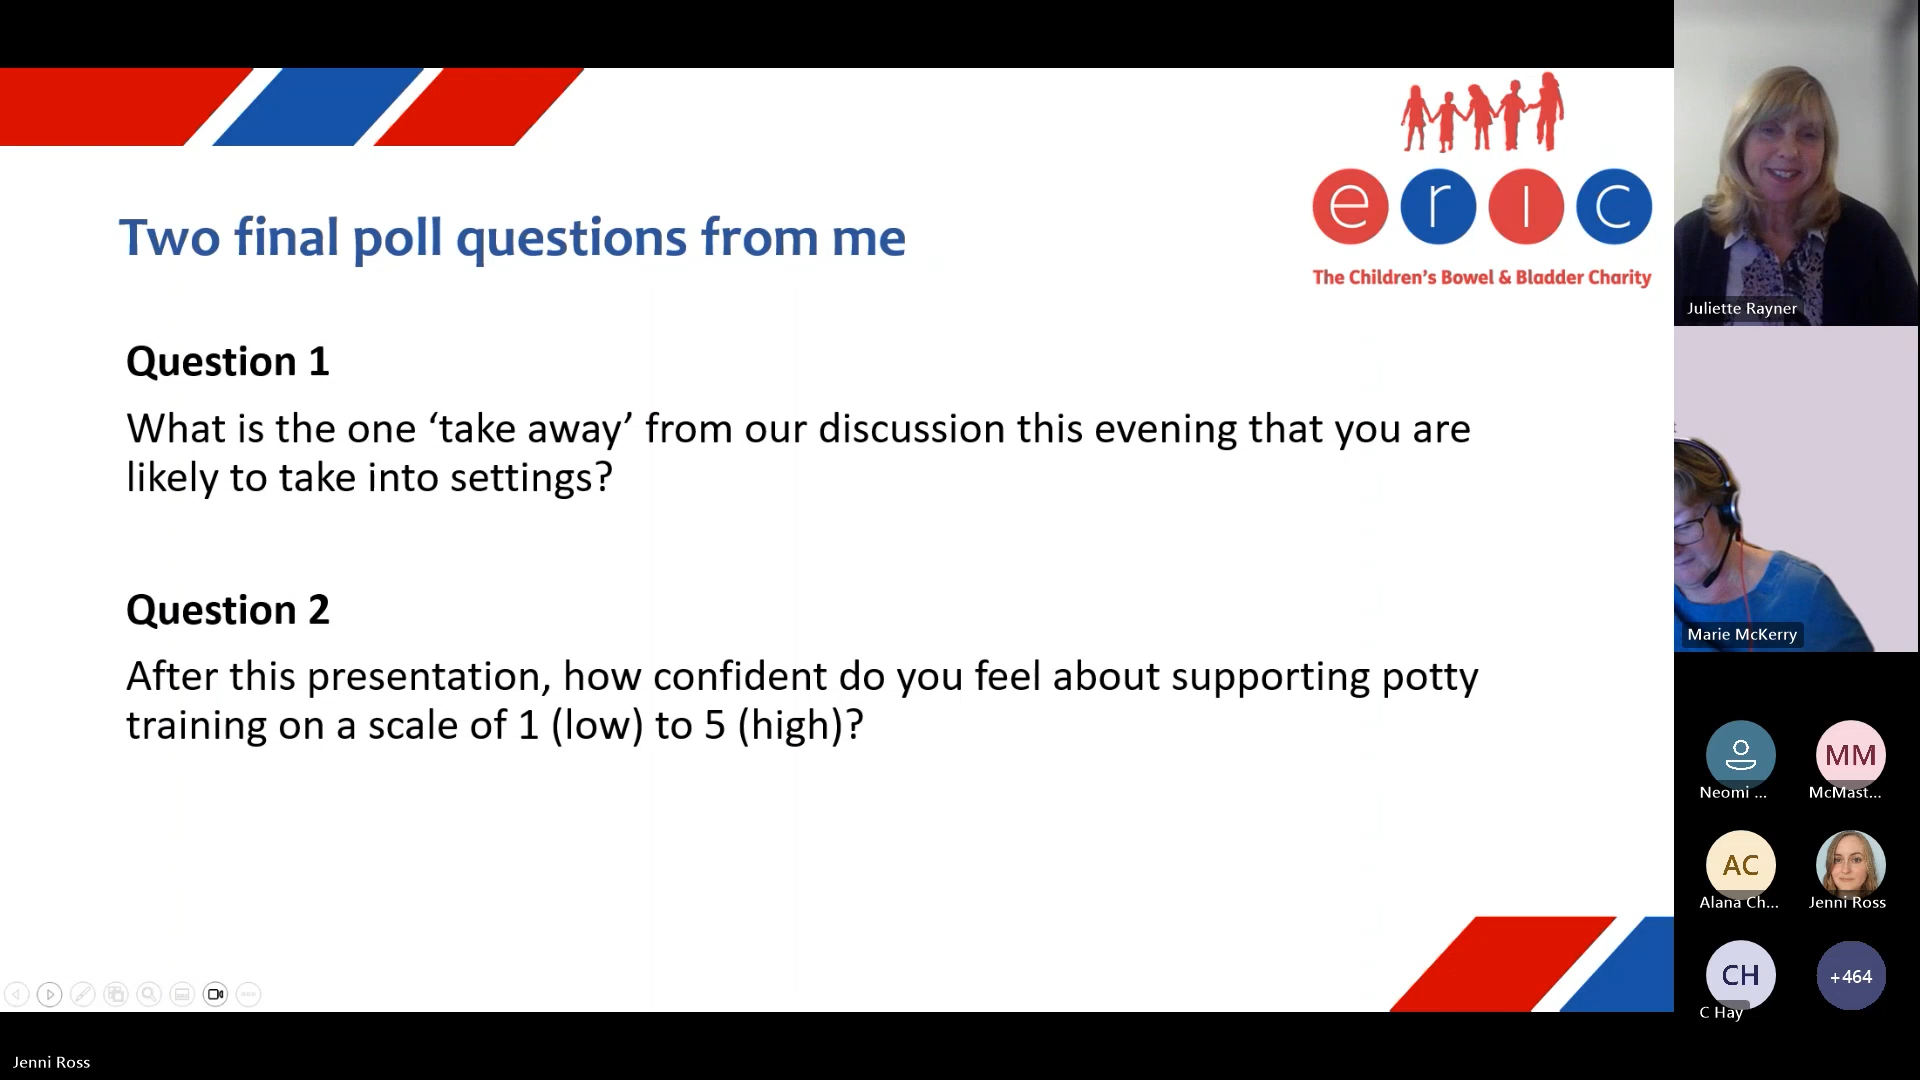 Two final poll questions from me
eric
The Children's Bowel & Bladder Charity
Question 1
What is the one ‘take away’ from our discussion this evening that you are
likely to take into settings?
Question 2
After this presentation, how confident do you feel about supporting potty
training on a scale of 1 (low) to 5 (high)?
Juliette Rayner
Marie McKerry
Neomi ...
MM
McMast...
AC
Alana Ch...
Jenni Ross
CH
C Hay
+464
Jenni Ross